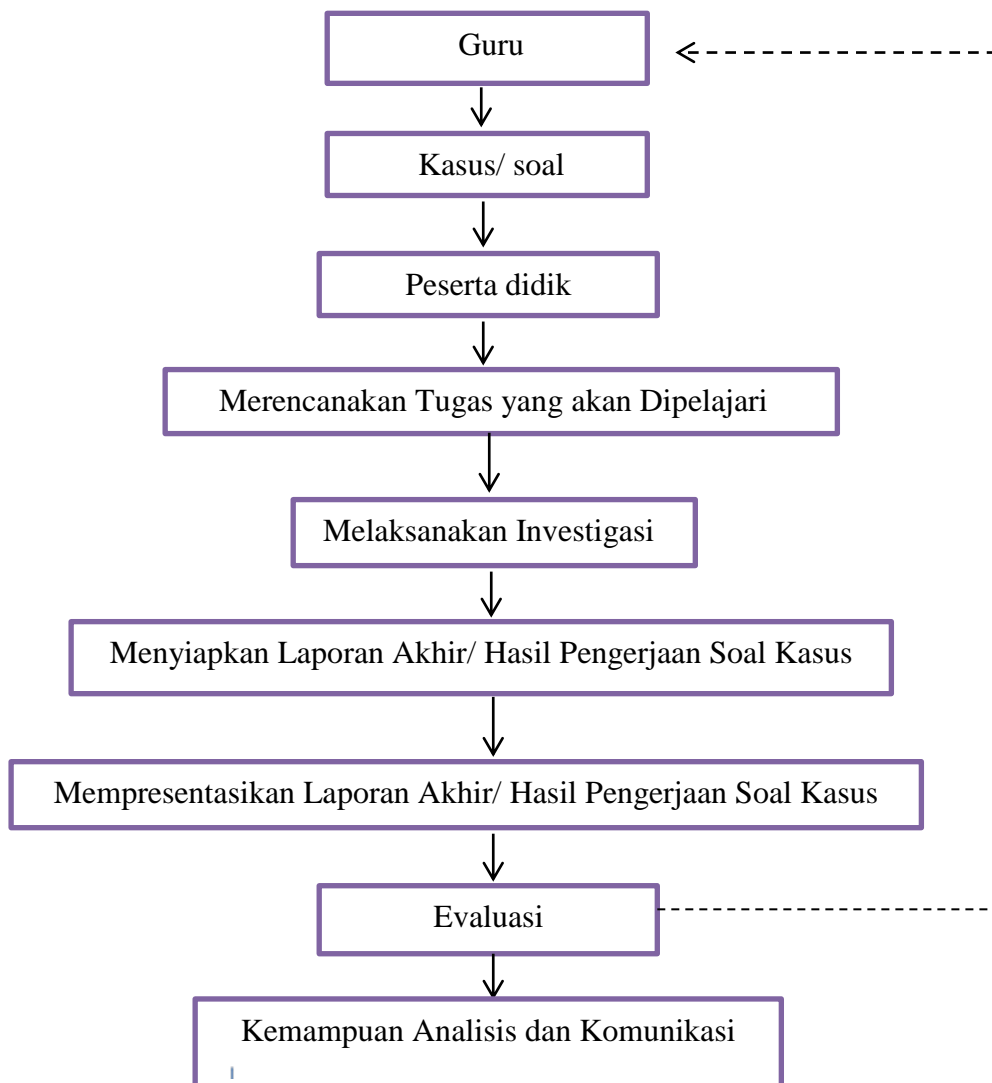 Guru
Kasus/ soal
Peserta didik
Merencanakan Tugas yang akan Dipelajari
Melaksanakan Investigasi
Menyiapkan Laporan Akhir/ Hasil Pengerjaan Soal Kasus
Mempresentasikan Laporan Akhir/ Hasil Pengerjaan Soal Kasus
Evaluasi
Kemampuan Analisis dan Komunikasi